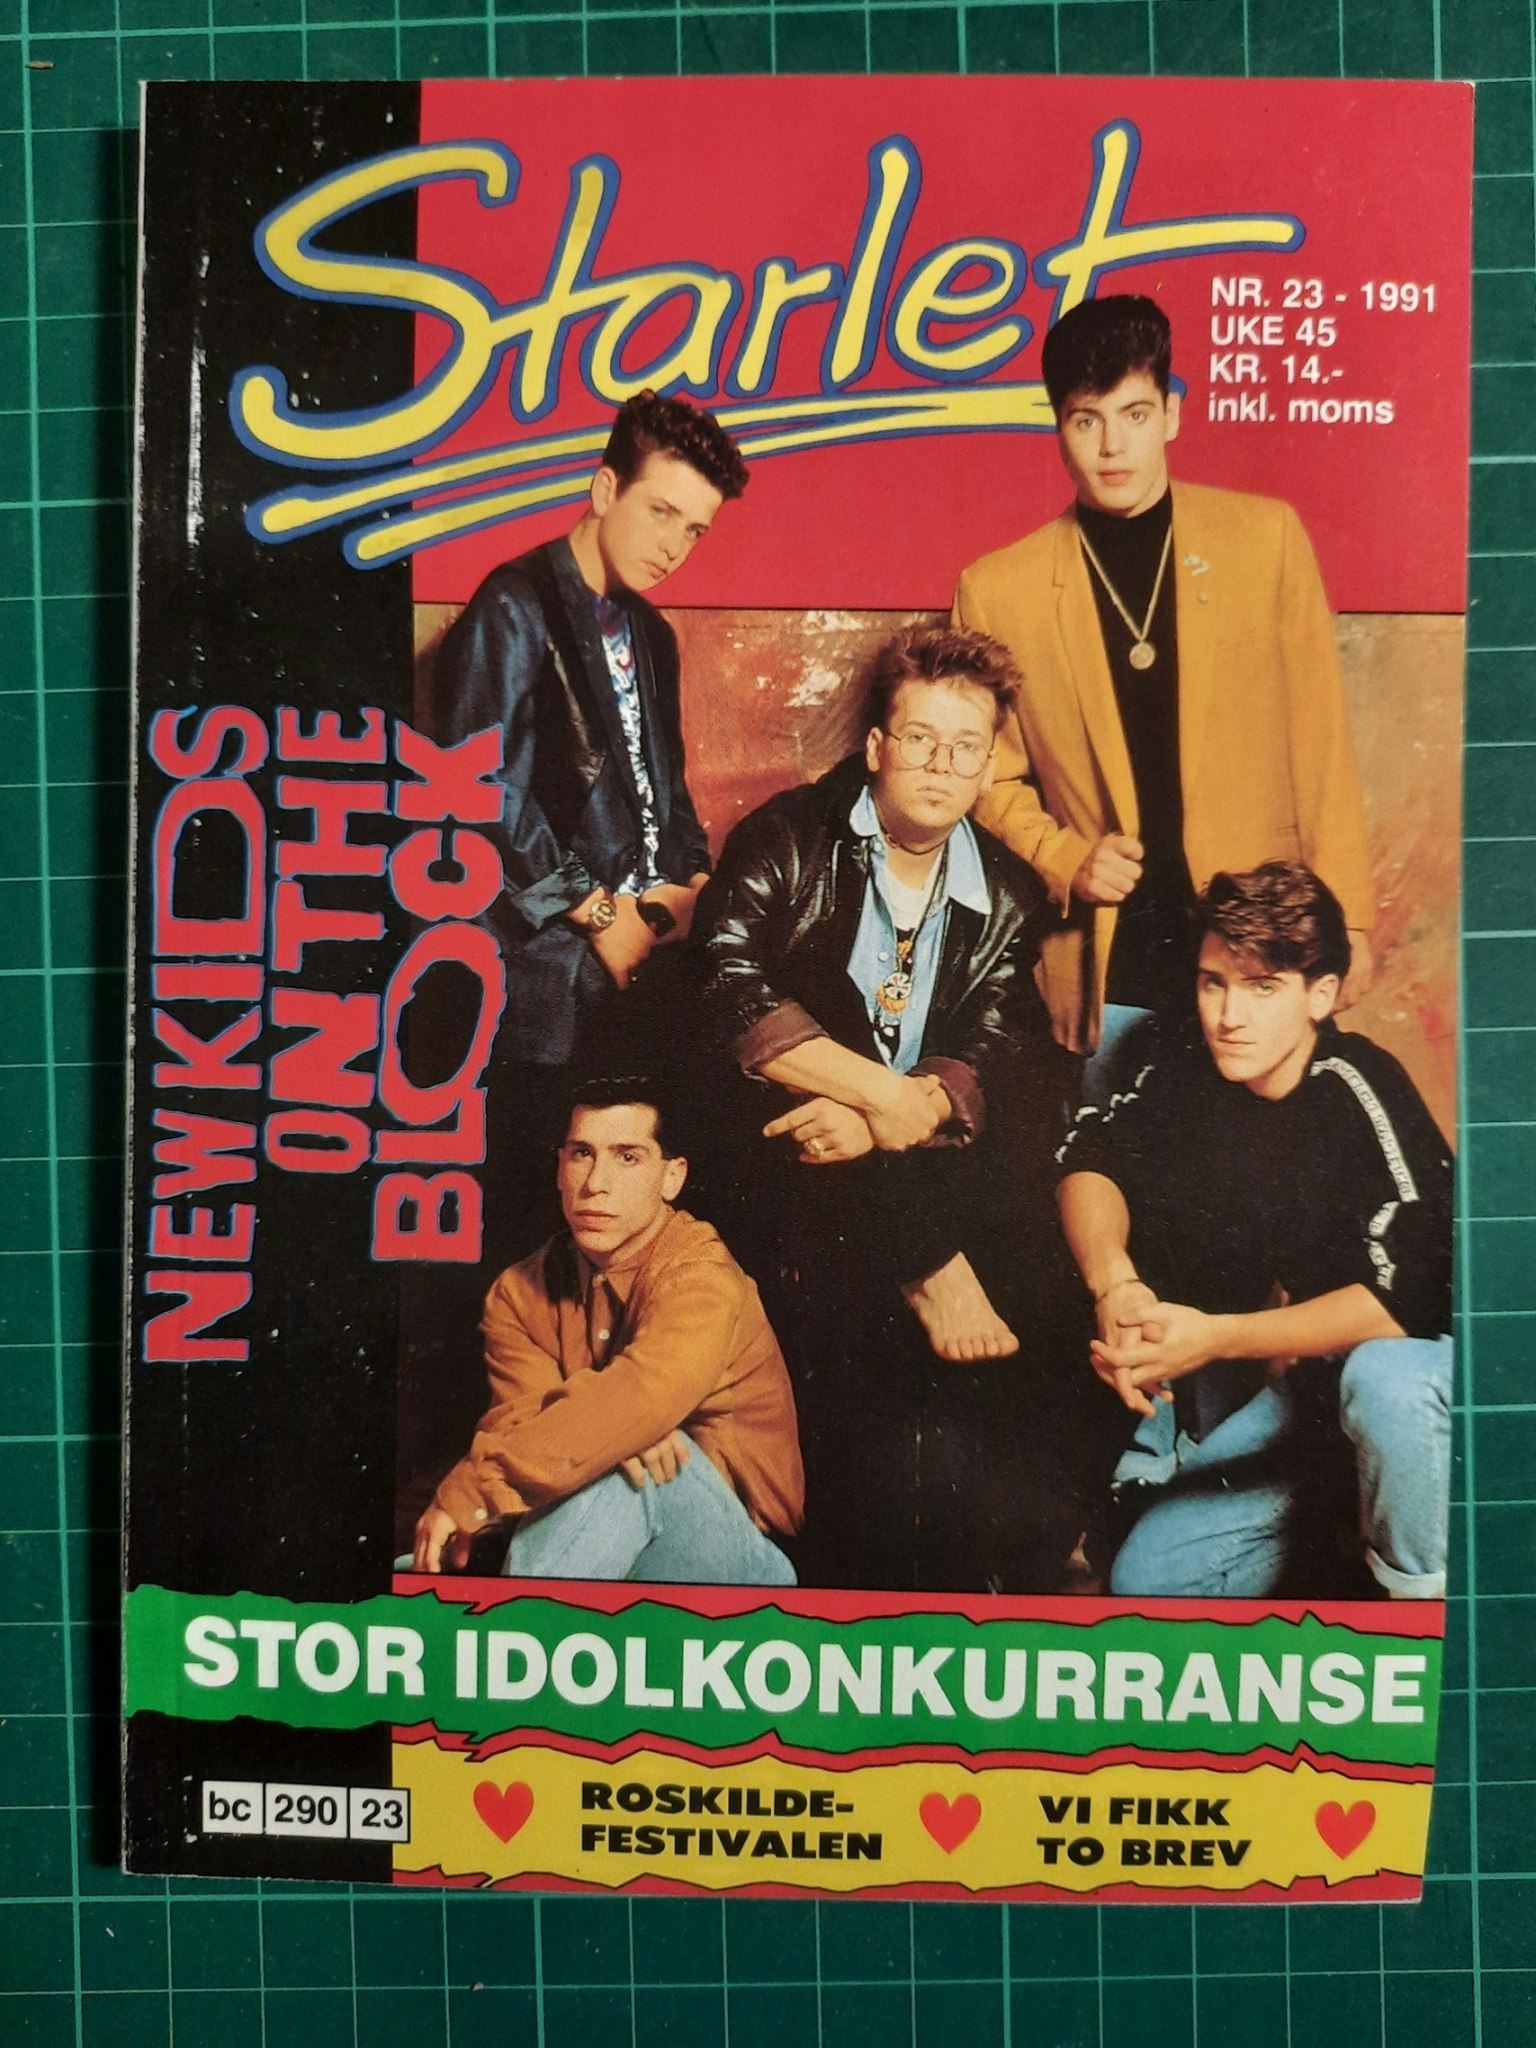 Starlet
NR. 23 - 1991
UKE 45
KR. 14.-
inkl. moms
NEW KIDS
ON THE
BLOCK
STOR IDOLKONKURRANSE
bc 290 23
ROSKILDE-
FESTIVALEN
VI FIKK
TO BREV